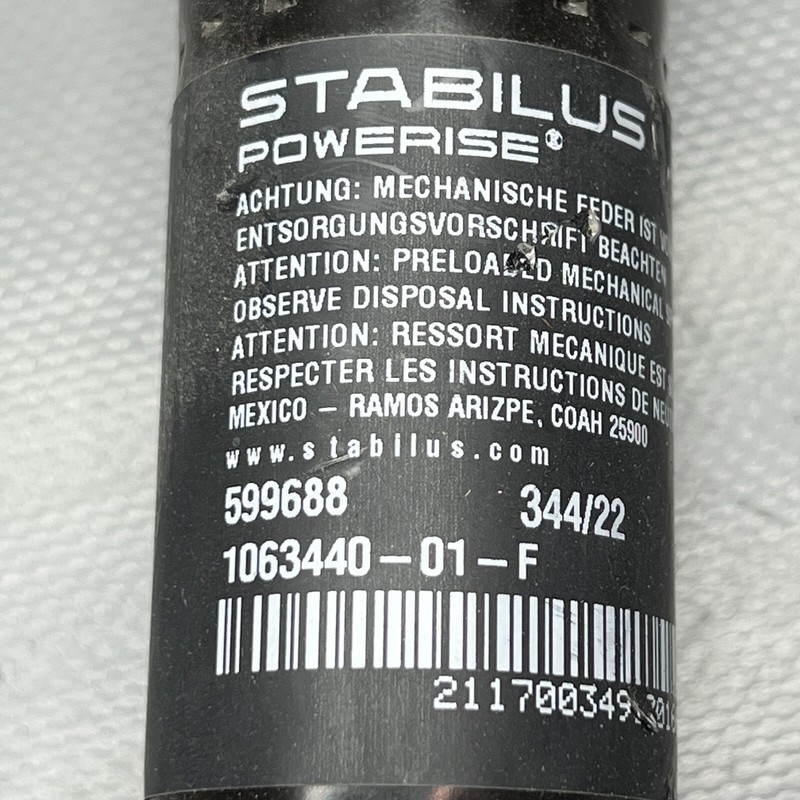 STABILUS
POWERISE®
ACHTUNG: MECHANISCHE FEDER IST
ENTSORGUNGSVORSCHRIFT BEACHTEN
ATTENTION: PRELOADED MECHANICAL
OBSERVE DISPOSAL INSTRUCTIONS
ATTENTION: RESSORT MECANIQUE EST
RESPECTER LES INSTRUCTIONS DE
MEXICO – RAMOS ARIZPE, COAH 25900
www.stabilus.com
599688 344/22
1063440-01-F